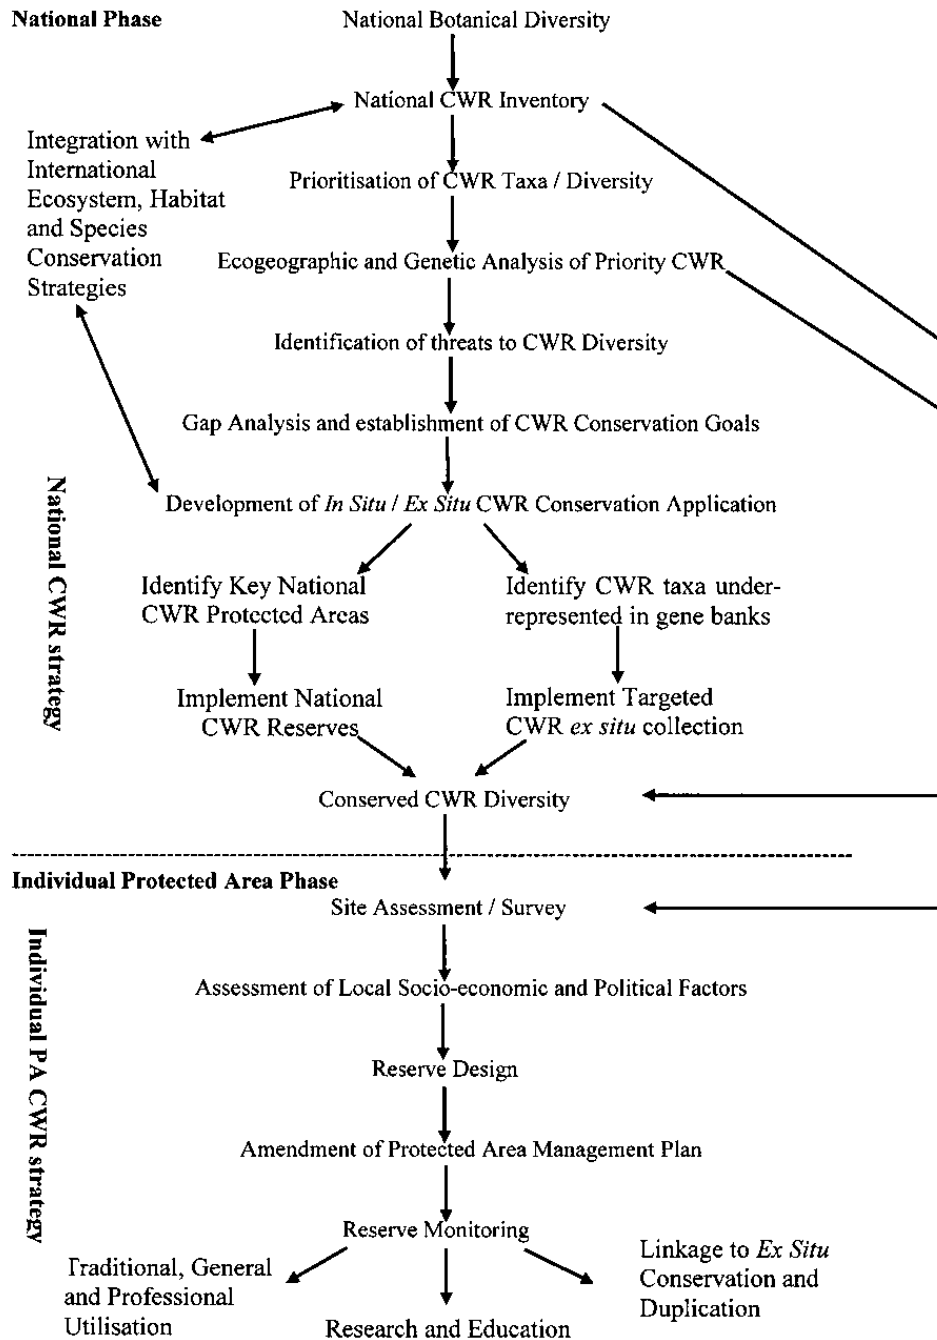 National Phase
National Botanical Diversity
National CWR Inventory
Integration with
International
Ecosystem, Habitat
and Species
Conservation
Strategies
Prioritisation of CWR Taxa / Diversity
Ecogeographic and Genetic Analysis of Priority CWR
Identification of threats to CWR Diversity
Gap Analysis and establishment of CWR Conservation Goals
National CWR strategy
Development of In Situ / Ex Situ CWR Conservation Application
Identify Key National
CWR Protected Areas
Identify CWR taxa under-
represented in gene banks
Implement National
CWR Reserves
Implement Targeted
CWR ex situ collection
Conserved CWR Diversity
Individual Protected Area Phase
Site Assessment / Survey
Individual PA CWR strategy
Assessment of Local Socio-economic and Political Factors
Reserve Design
Amendment of Protected Area Management Plan
Reserve Monitoring
Traditional, General
and Professional
Utilisation
Research and Education
Linkage to Ex Situ
Conservation and
Duplication